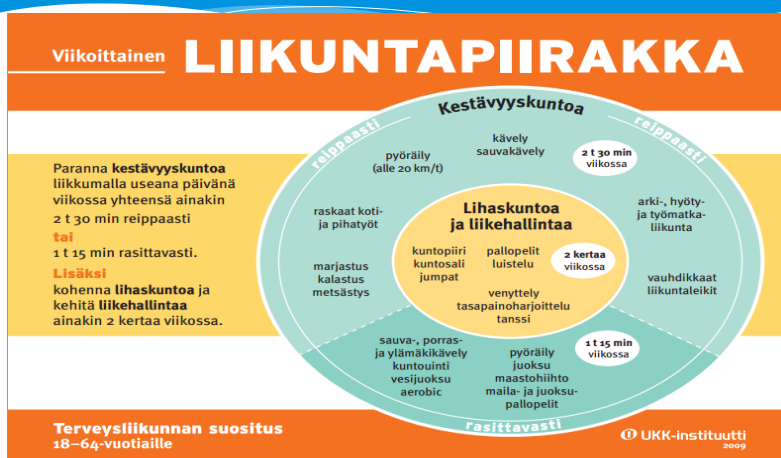 Viikoittainen LIIKUNTAPIIRAKKA
Paranna kestävyyskuntoa
liikkumalla useana päivänä
viikossa yhteensä ainakin
2 t 30 min reippaasti
tai
1 t 15 min rasittavasti.
Lisäksi
kohenna lihaskuntoa ja
kehitä liikehallintaa
ainakin 2 kertaa viikossa.
Kestävyyskuntoa
reippaasti
reippaasti
kävely
sauvakävely
pyöräily
(alle 20 km/t)
2 t 30 min
viikossa
raskaat koti-
ja pihatyöt
marjastus
kalastus
metsästys
arki-, hyöty-
ja työmatka-
liikunta
vauhdikkaat
liikuntaleikit
Lihaskuntoa
ja liikehallintaa
kuntopiiri
kuntosali
jumpat
pallopelit
luistelu
2 kertaa
viikossa
venyttely
tasapainoharjoittelu
tanssi
sauva-, porras-
ja ylämäkikävely
kuntouinti
vesijuoksu
aerobic
pyöräily
juoksu
maastohiihto
maila- ja juoksu-
pallopelit
1 t 15 min
viikossa
rasittavasti
Terveysliikunnan suositus
18–64-vuotiaille
UKK-instituutti
2009